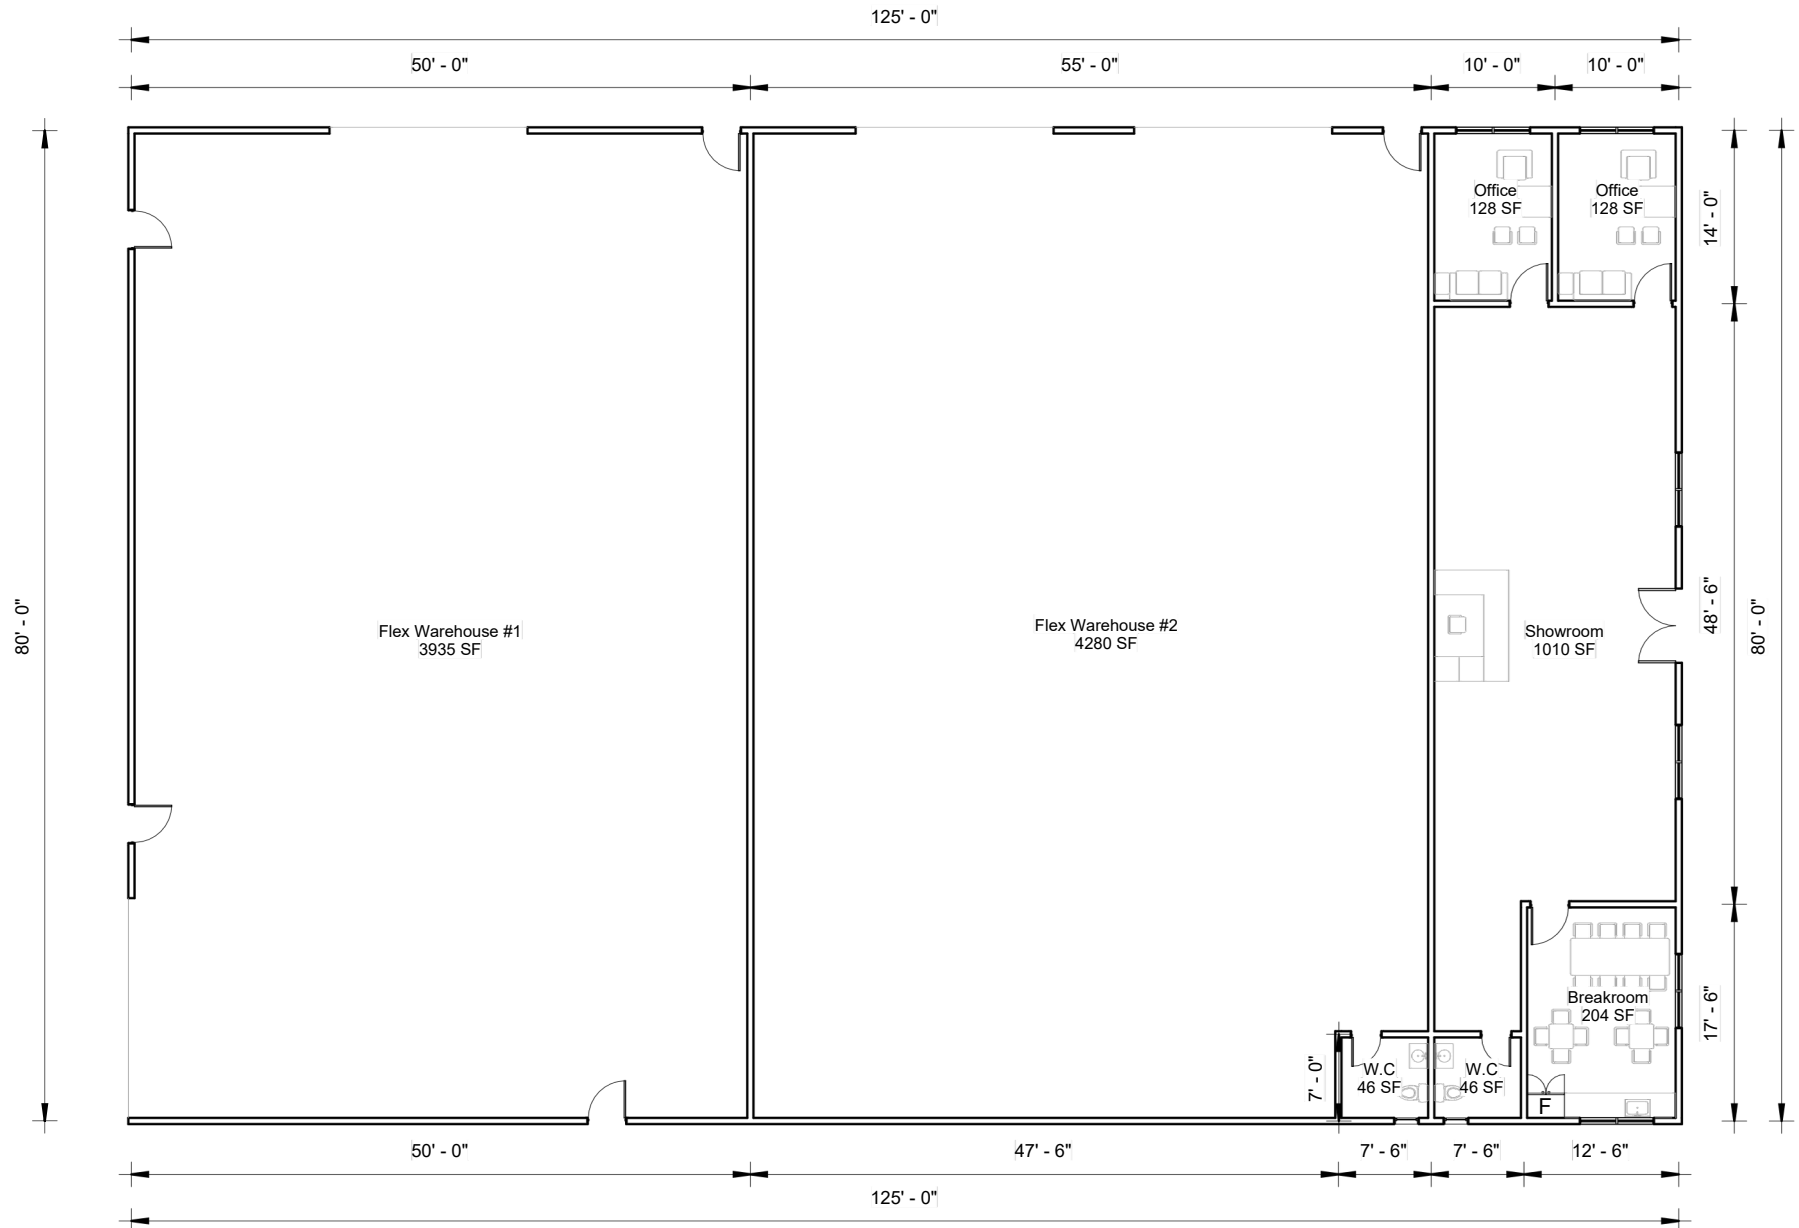 125' - 0"
50' - 0"
55' - 0"
10' - 0"
10' - 0"
Office
128 SF
Office
128 SF
14' - 0"
80' - 0"
Flex Warehouse #1
3935 SF
Flex Warehouse #2
4280 SF
Showroom
1010 SF
48' - 6"
80' - 0"
Breakroom
204 SF
17' - 6"
7' - 0"
W.C
46 SF
W.C
46 SF
F
50' - 0"
47' - 6"
7' - 6"
7' - 6"
12' - 6"
125' - 0"